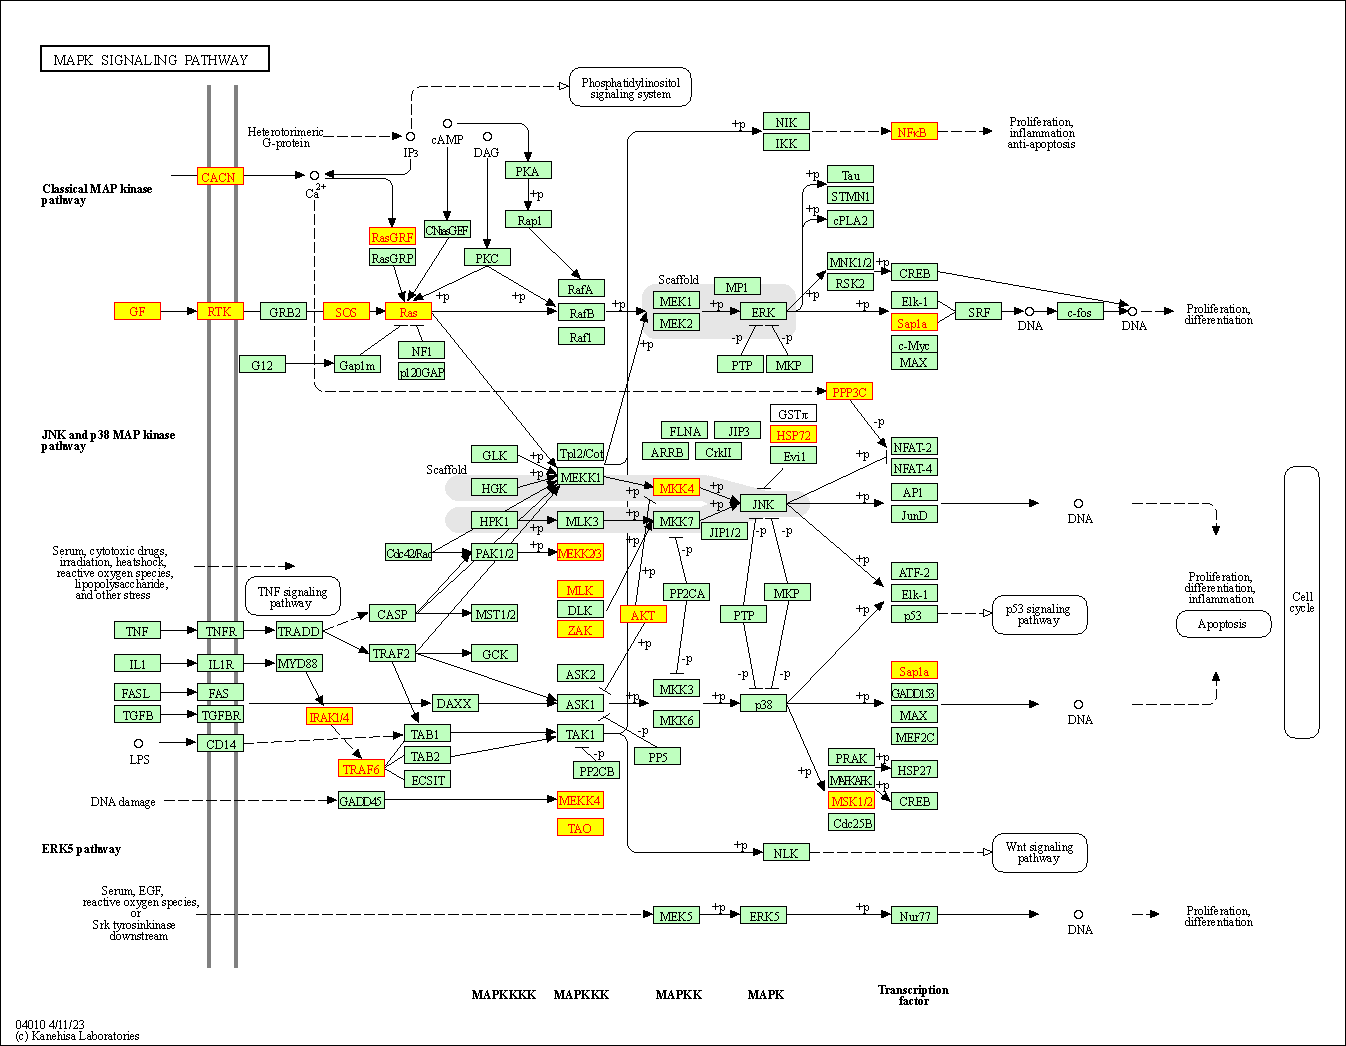 MAPK SIGNALING PATHWAY
Phosphatidylinositol
signaling system
Heterotorimeric
G-protein
IP3
cAMP
DAG
+p
NIK
IKK
NFκB
Proliferation,
inflammation
anti-apoptosis
Classical MAP kinase
pathway
CACN
Ca2+
PKA
+p
Rap1
Tau
STMN1
cPLA2
+p
+p
RasGRF
RasGRP
CNrasGEF
PKC
RafA
RafB
Raf1
Scaffold
MEK1
MEK2
MP1
ERK
MNK1/2
RSK2
+p
CREB
GF
RTK
GRB2
SOS
Ras
+p
+p
+p
+p
+p
+p
+p
Elk-1
Sap1a
c-Myc
MAX
SRF
DNA
c-fos
DNA
Proliferation,
differentiation
G12
Gap1m
NF1
p120GAP
-p
-p
PTP
MKP
PPP3C
-p
JNK and p38 MAP kinase
pathway
GSTπ
HSP72
Evi1
FLNA
JIP3
ARRB
CrkII
NFAT-2
NFAT-4
+p
Scaffold
GLK
HGK
HPK1
+p
+p
+p
+p
Tpl2/Cot
MEKK1
MLK3
+p
+p
+p
MKK4
MKK7
+p
+p
JIP1/2
JNK
+p
AP1
JunD
DNA
Cell
cycle
Serum, cytotoxic drugs,
irradiation, heatshock,
reactive oxygen species,
lipopolysaccharide,
and other stress
TNF signaling
pathway
Cdc42/Rac
PAK1/2
MEKK2/3
MLK
DLK
ZAK
AKT
+p
+p
-p
PP2CA
-p
-p
-p
PTP
MKP
-p
-p
+p
+p
ATF-2
Elk-1
p53
p53 signaling
pathway
Proliferation,
differentiation,
inflammation
Apoptosis
TNF
TNFR
TRADD
CASP
MST1/2
IL1
IL1R
MYD88
TRAF2
GCK
FASL
FAS
DAXX
ASK2
ASK1
+p
MKK3
MKK6
+p
p38
+p
Sap1a
GADD153
MAX
MEF2C
DNA
TGFB
TGFBR
IRAK1/4
LPS
CD14
TRAF6
TAB1
TAB2
ECSIT
TAK1
-p
PP2CB
-p
PP5
+p
PRAK
MAPKAPK
MSK1/2
Cdc25B
+p
+p
HSP27
CREB
DNA damage
GADD45
MEKK4
TAO
ERK5 pathway
+p
NLK
Wnt signaling
pathway
Serum, EGF,
reactive oxygen species,
or
Srk tyrosinkinase
downstream
MEK5
+p
ERK5
+p
Nur77
DNA
Proliferation,
differentiation
MAPKKKK
MAPKKK
MAPKK
MAPK
Transcription
factor
04010 4/11/23
(c) Kanehisa Laboratories